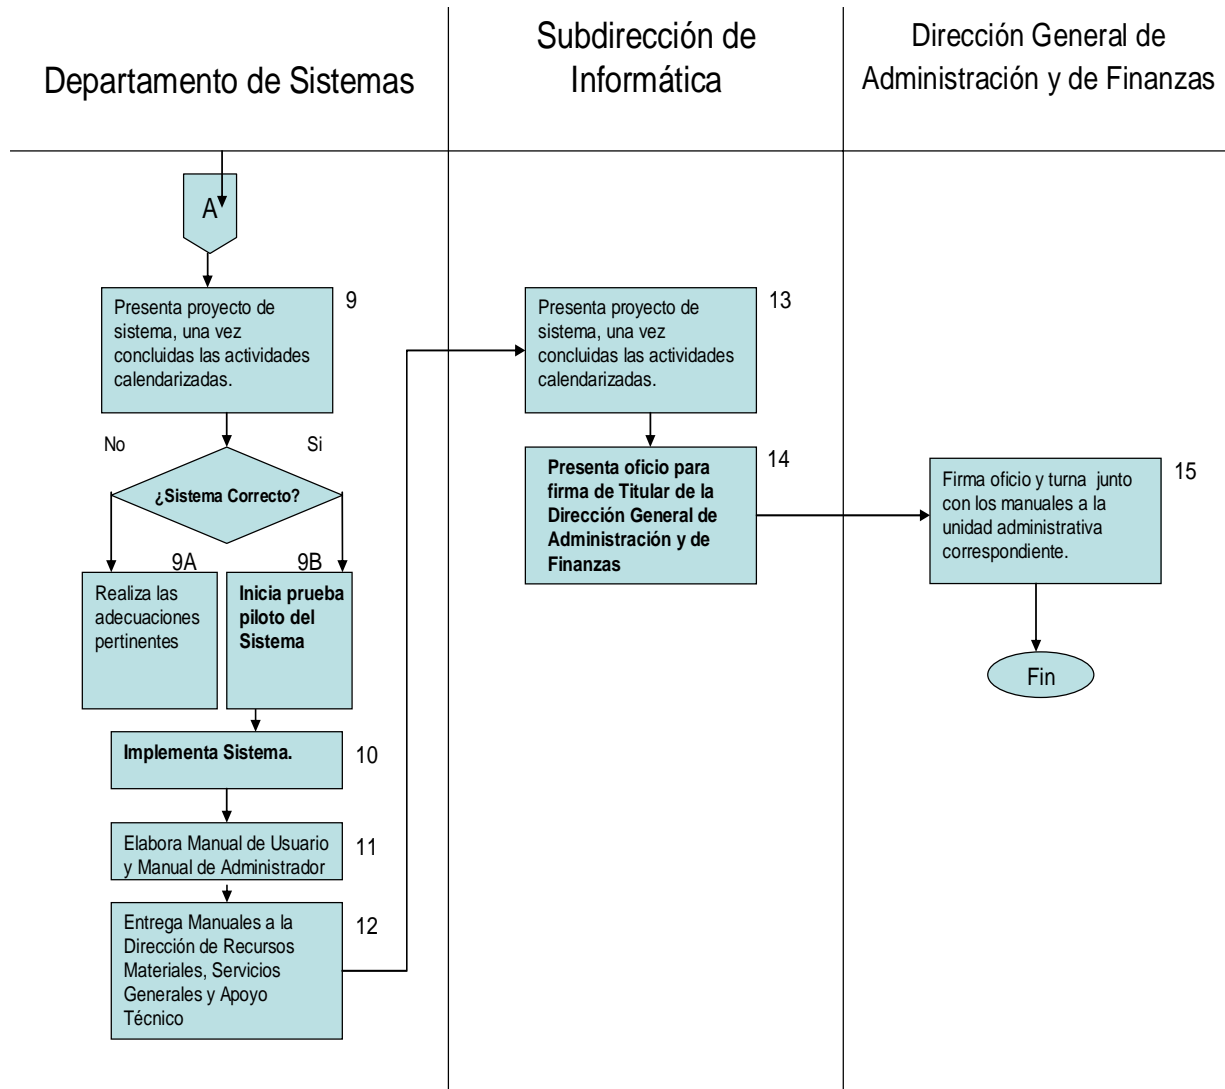 Departamento de Sistemas
Subdirección de
Informática
Dirección General de
Administración y de Finanzas
A
Presenta proyecto de
sistema, una vez
concluidas las actividades
calendarizadas.
9
No
Si
¿Sistema Correcto?
9A
Realiza las
adecuaciones
pertinentes
9B
Inicia prueba
piloto del
Sistema
Implementa Sistema.
10
Elabora Manual de Usuario
y Manual de Administrador
11
Entrega Manuales a la
Dirección de Recursos
Materiales, Servicios
Generales y Apoyo
Técnico
12
Presenta proyecto de
sistema, una vez
concluidas las actividades
calendarizadas.
13
Presenta oficio para
firma de Titular de la
Dirección General de
Administración y de
Finanzas
14
Firma oficio y turna junto
con los manuales a la
unidad administrativa
correspondiente.
15
Fin